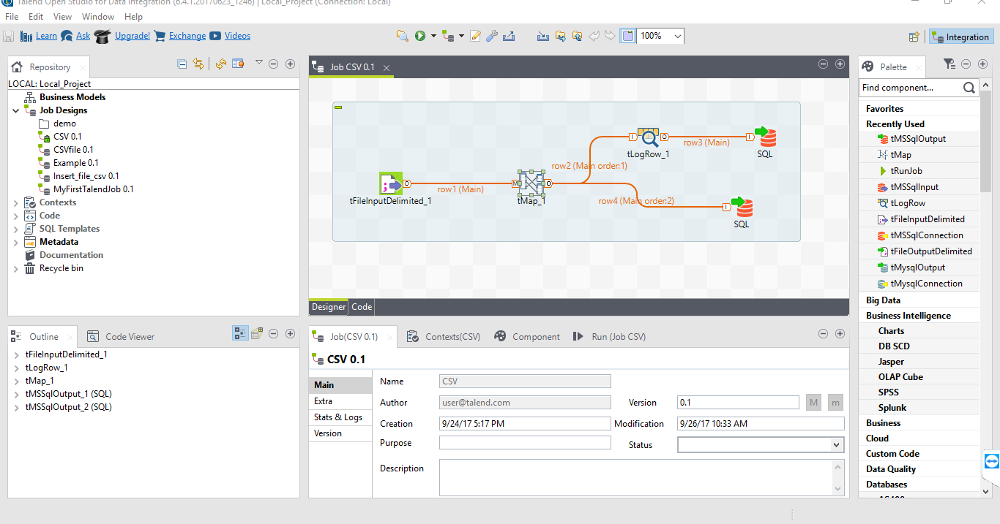 Talend Open Studio for Data Integration (6.4.1.20170623_1246) | Local_Project (Connection: Local)
File Edit View Window Help
Learn Ask Upgrade! Exchange Videos 100% Integration
Repository
LOCAL: Local_Project
Business Models
Job Designs
demo
CSV 0.1
CSVfile 0.1
Example 0.1
Insert_file_csv 0.1
MyFirstTalendJob 0.1
Contexts
Code
SQL Templates
Metadata
Documentation
Recycle bin
Job CSV 0.1
I O I
tLogRow_1
row3 (Main)
SQL
row2 (Main order:1)
O M O
row1 (Main)
tFileInputDelimited_1
tMap_1
row4 (Main order:2)
I
SQL
Designer Code
Palette
Find component...
Favorites
Recently Used
tMSSqlOutput
tMap
tRunJob
tMSSqlInput
tLogRow
tFileInputDelimited
tMSSqlConnection
tFileOutputDelimited
tMysqlOutput
tMysqlConnection
Big Data
Business Intelligence
Charts
DB SCD
Jasper
OLAP Cube
SPSS
Splunk
Business
Cloud
Custom Code
Data Quality
Databases
Outline Code Viewer
tFileInputDelimited_1
tLogRow_1
tMap_1
tMSSqlOutput_1 (SQL)
tMSSqlOutput_2 (SQL)
Job(CSV 0.1) Contexts(CSV) Component Run (Job CSV)
CSV 0.1
Main
Extra
Stats & Logs
Version
Name CSV
Author user@talend.com Version 0.1 M m
Creation 9/24/17 5:17 PM Modification 9/26/17 10:33 AM
Purpose Status
Description